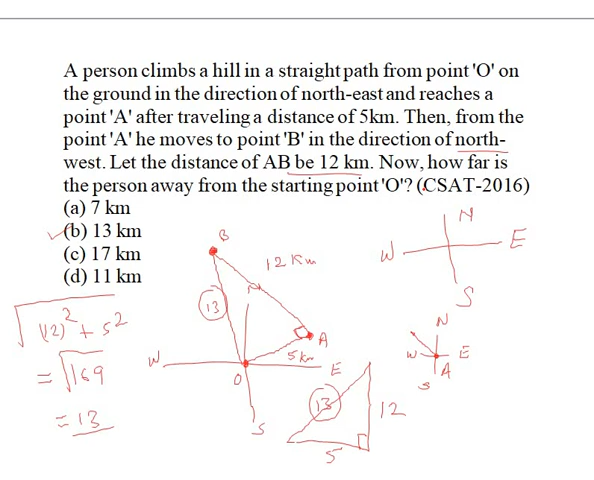 A person climbs a hill in a straight path from point 'O' on
the ground in the direction of north-east and reaches a
point 'A' after traveling a distance of 5km. Then, from the
point 'A' he moves to point 'B' in the direction of north-
west. Let the distance of AB be 12 km. Now, how far is
the person away from the starting point 'O'? (CSAT-2016)
(a) 7 km
(b) 13 km
(c) 17 km
(d) 11 km
N
W E
S
B
12 Km
N
13
A
5 km
W E
O
S
√(12)² + 5²
= √169
= 13
N
W E
A
S
13
12
5